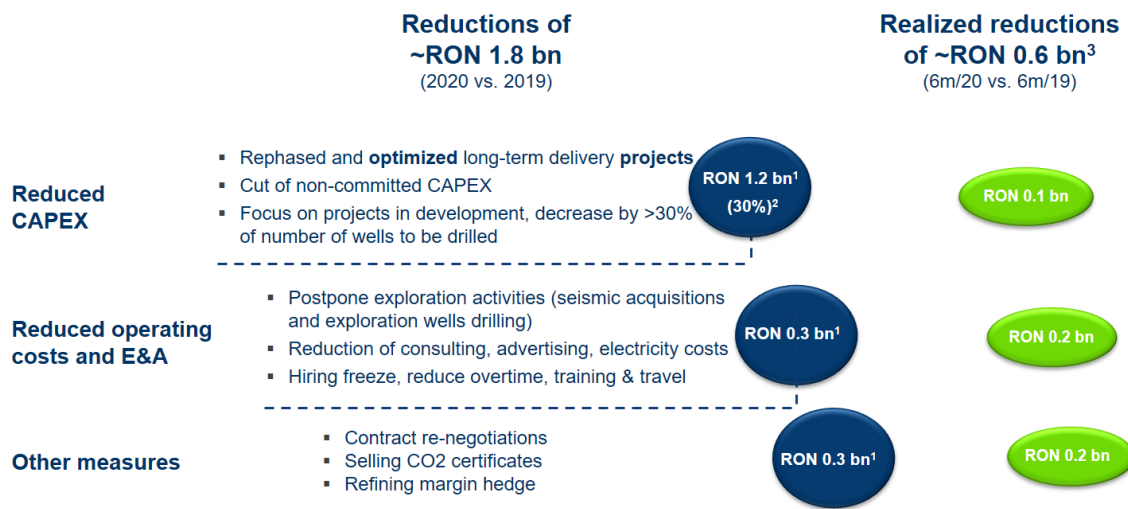 Reductions of
~RON 1.8 bn
(2020 vs. 2019)
Realized reductions
of ~RON 0.6 bn³
(6m/20 vs. 6m/19)
Reduced
CAPEX
▪ Rephased and optimized long-term delivery projects
▪ Cut of non-committed CAPEX
▪ Focus on projects in development, decrease by >30%
of number of wells to be drilled
RON 1.2 bn¹
(30%)²
RON 0.1 bn
Reduced operating
costs and E&A
▪ Postpone exploration activities (seismic acquisitions
and exploration wells drilling)
▪ Reduction of consulting, advertising, electricity costs
▪ Hiring freeze, reduce overtime, training & travel
RON 0.3 bn¹
RON 0.2 bn
Other measures
▪ Contract re-negotiations
▪ Selling CO2 certificates
▪ Refining margin hedge
RON 0.3 bn¹
RON 0.2 bn